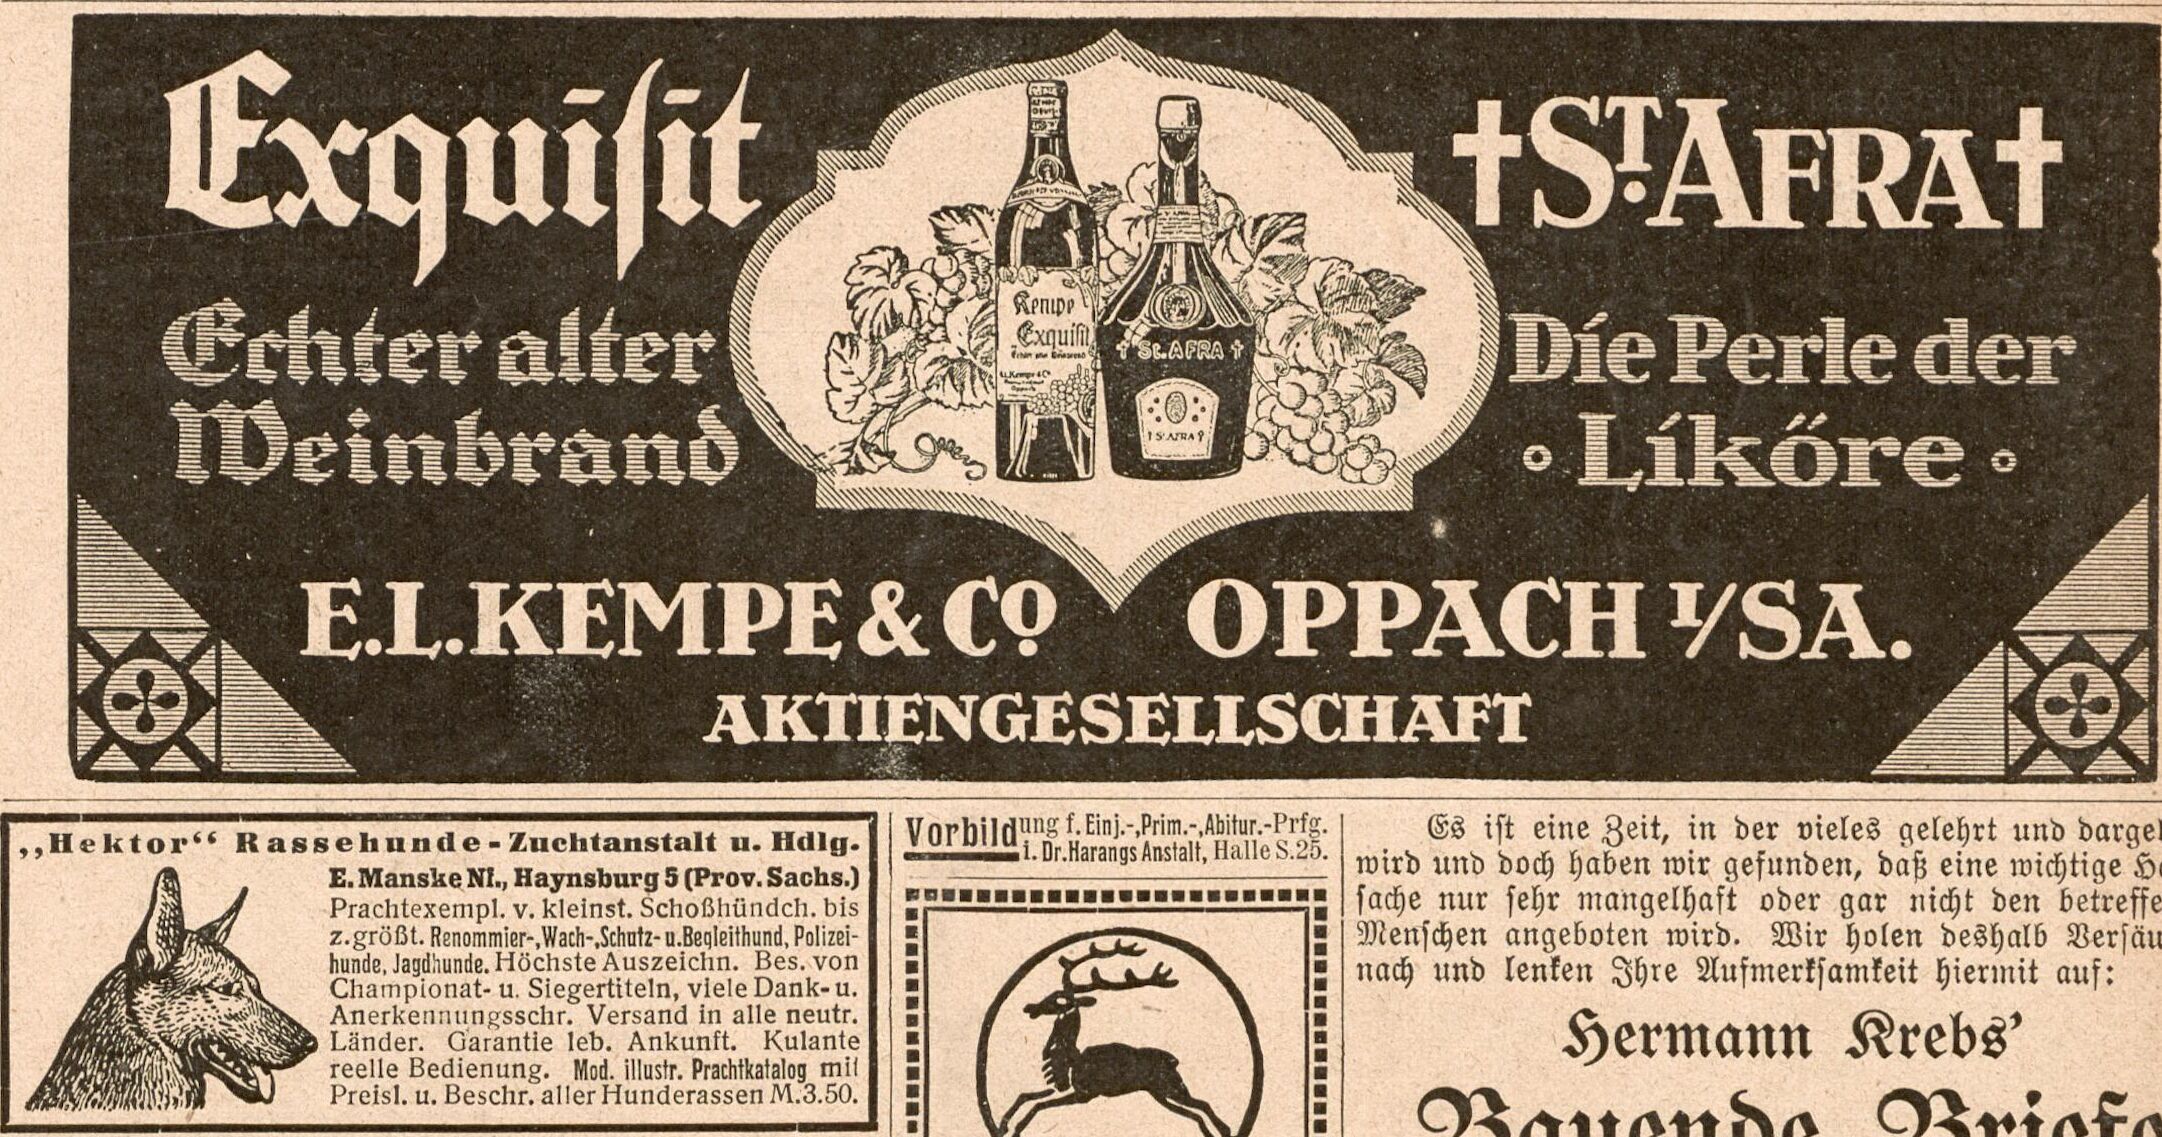 Exquiſit
Echter alter
Weinbrand
Kempe
Exquiſit
† St. AFRA †
† St. AFRA †
† ST. AFRA †
Die Perle der
Liköre
E. L. KEMPE & Co OPPACH I/SA.
AKTIENGESELLSCHAFT
„Hektor“ Rassehunde-Zuchtanstalt u. Hdlg.
E. Manske Nf., Haynsburg 5 (Prov. Sachs.)
Prachtexempl. v. kleinst. Schoßhündch. bis
z. größt. Renommier-, Wach-, Schutz- u. Begleithund, Polizei-
hunde, Jagdhunde. Höchste Auszeichn. Bes. von
Championat- u. Siegertiteln, viele Dank- u.
Anerkennungsschr. Versand in alle neutr.
Länder. Garantie leb. Ankunft. Kulante
reelle Bedienung. Mod. illustr. Prachtkatalog mit
Preisl. u. Beschr. aller Hunderassen M. 3.50.
Vorbildung f. Einj.-, Prim.-, Abitur.-Prfg.
i. Dr. Harangs Anstalt, Halle S. 25.
Es iſt eine Zeit, in der vieles gelehrt und dargel
wird und doch haben wir gefunden, daß eine wichtige
ſache nur ſehr mangelhaft oder gar nicht den betreffe
Menſchen angeboten wird. Wir holen deshalb Verſäu
nach und lenken Ihre Aufmerkſamkeit hiermit auf:
Hermann Krebs’
Bauende Briefe